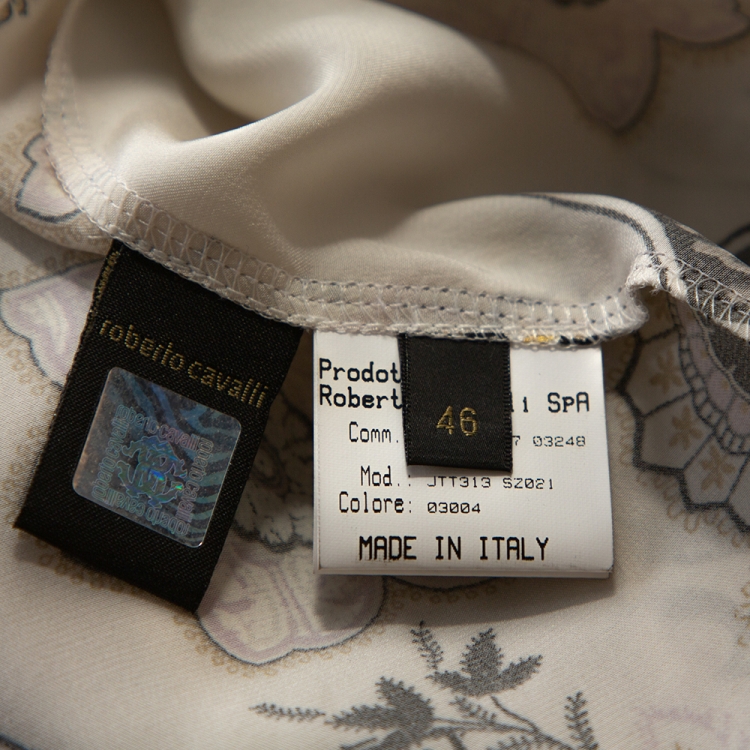 roberto cavalli
Prodot
Robert i SpA
46
Comm. 7 03248
Mod.: JTT313 SZ021
Colore: 03004
MADE IN ITALY